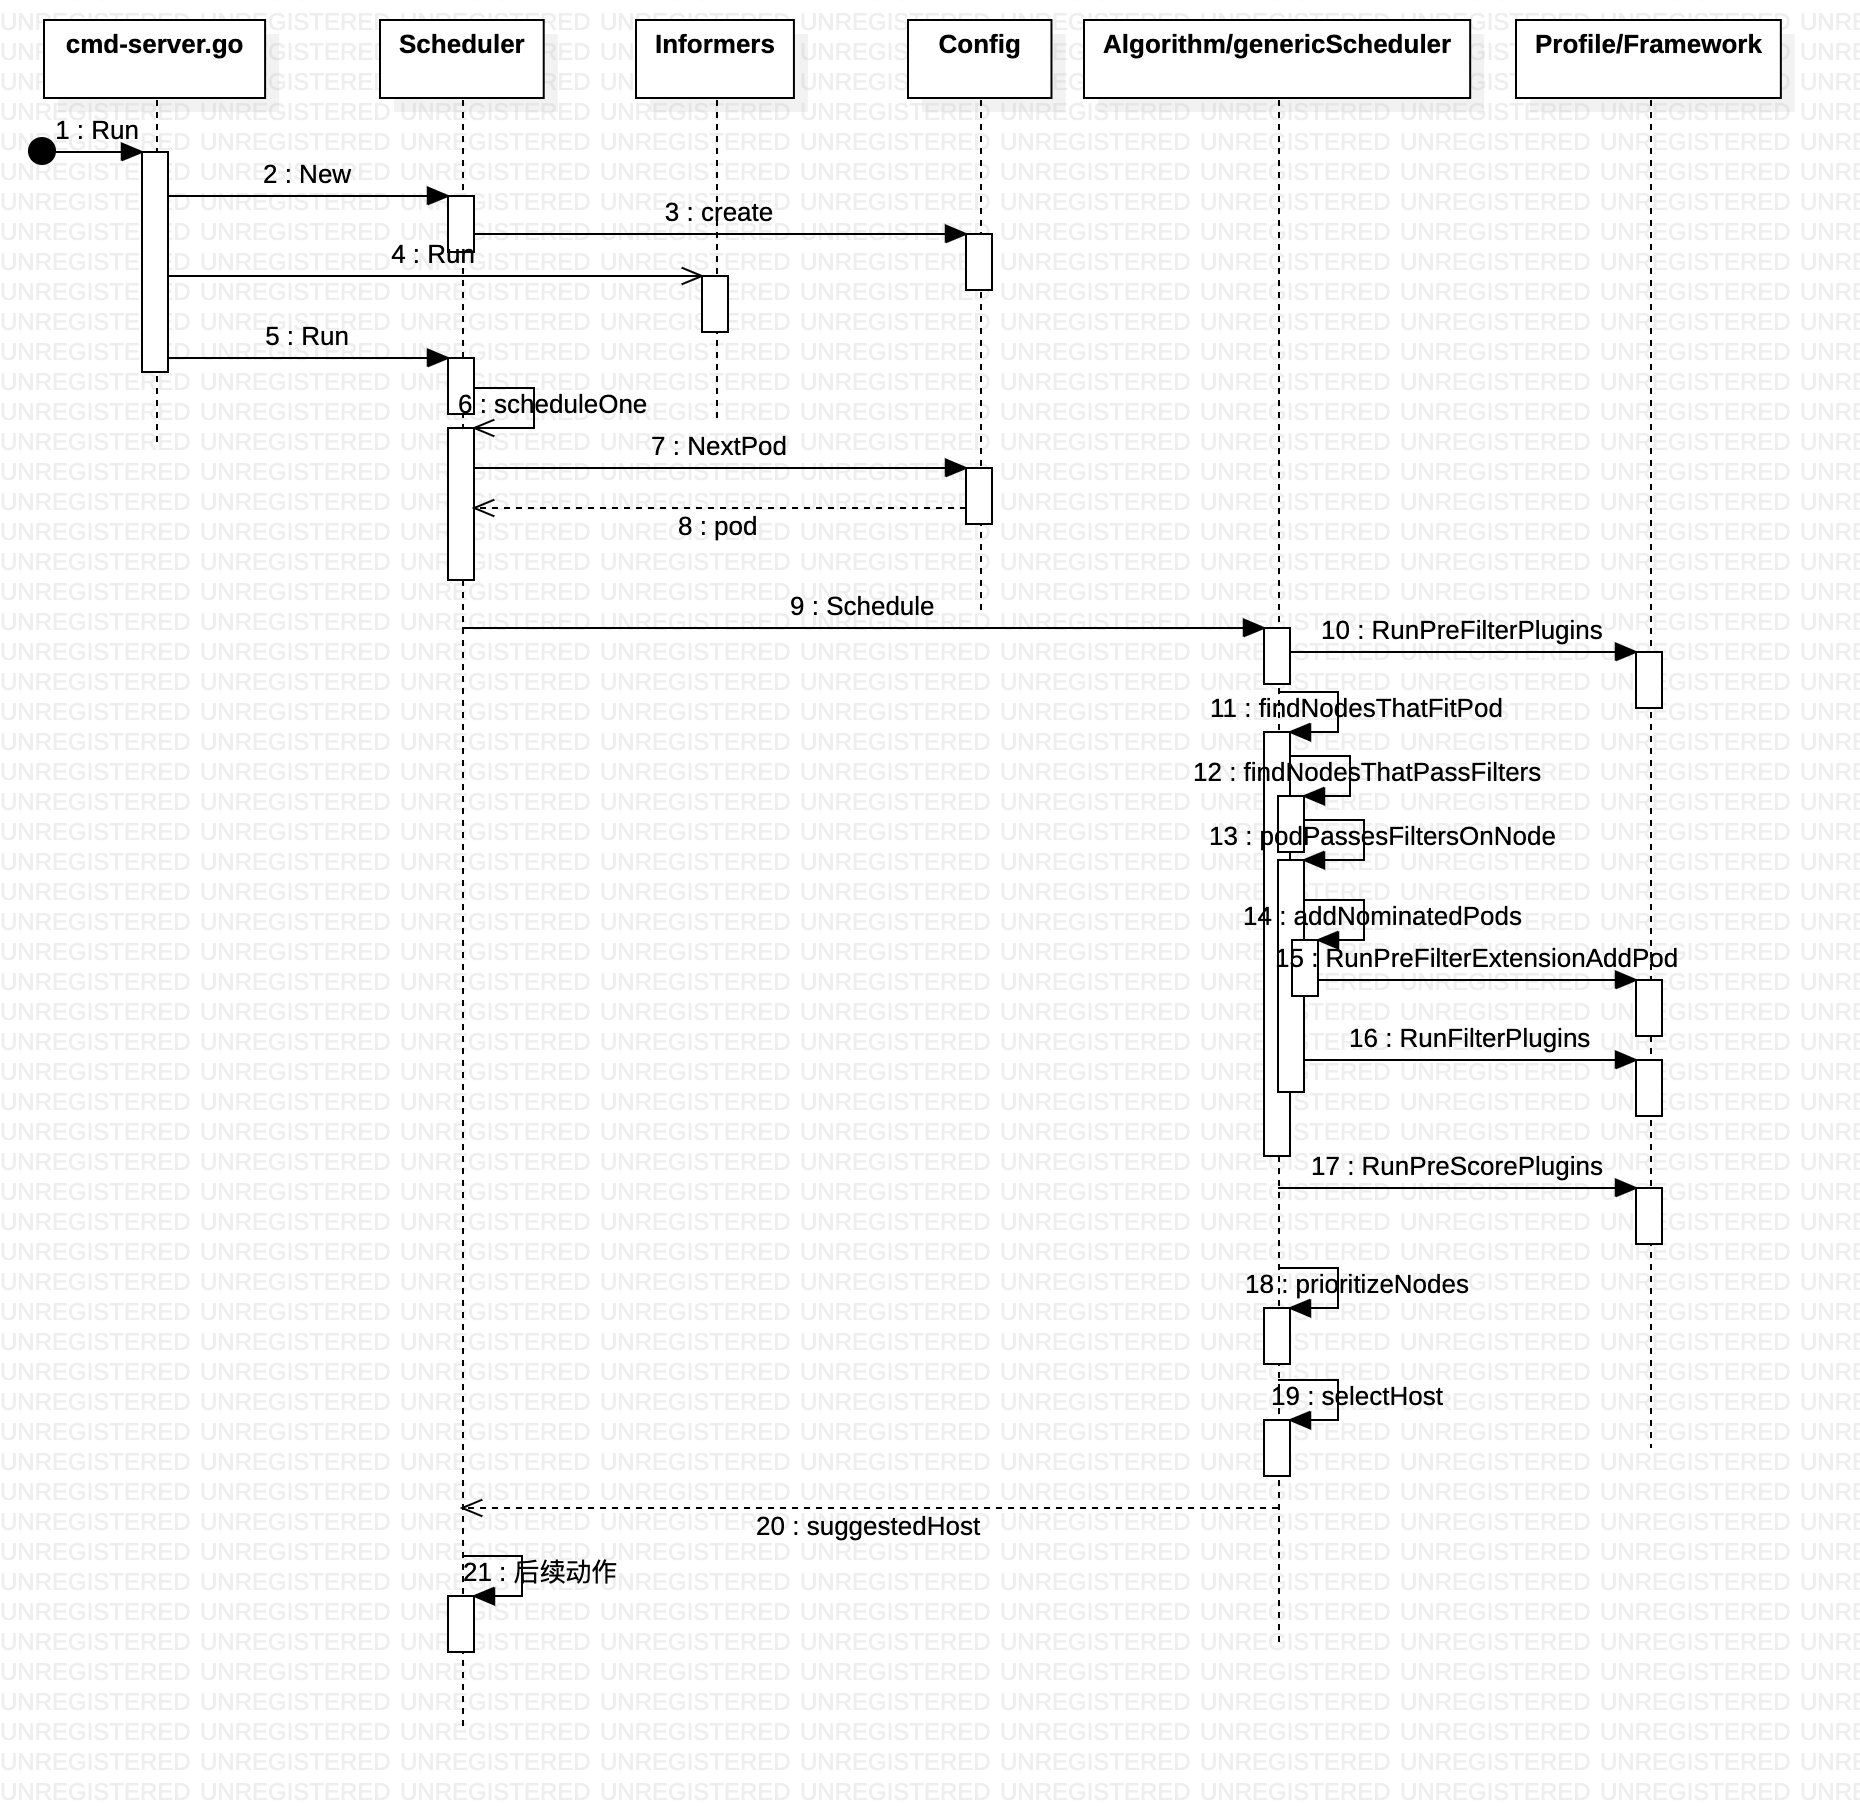 cmd-server.go
Scheduler
Informers
Config
Algorithm/genericScheduler
Profile/Framework
1 : Run
2 : New
3 : create
4 : Run
5 : Run
6 : scheduleOne
7 : NextPod
8 : pod
9 : Schedule
10 : RunPreFilterPlugins
11 : findNodesThatFitPod
12 : findNodesThatPassFilters
13 : podPassesFiltersOnNode
14 : addNominatedPods
15 : RunPreFilterExtensionAddPod
16 : RunFilterPlugins
17 : RunPreScorePlugins
18 : prioritizeNodes
19 : selectHost
20 : suggestedHost
21 : 后续动作
UNREGISTERED